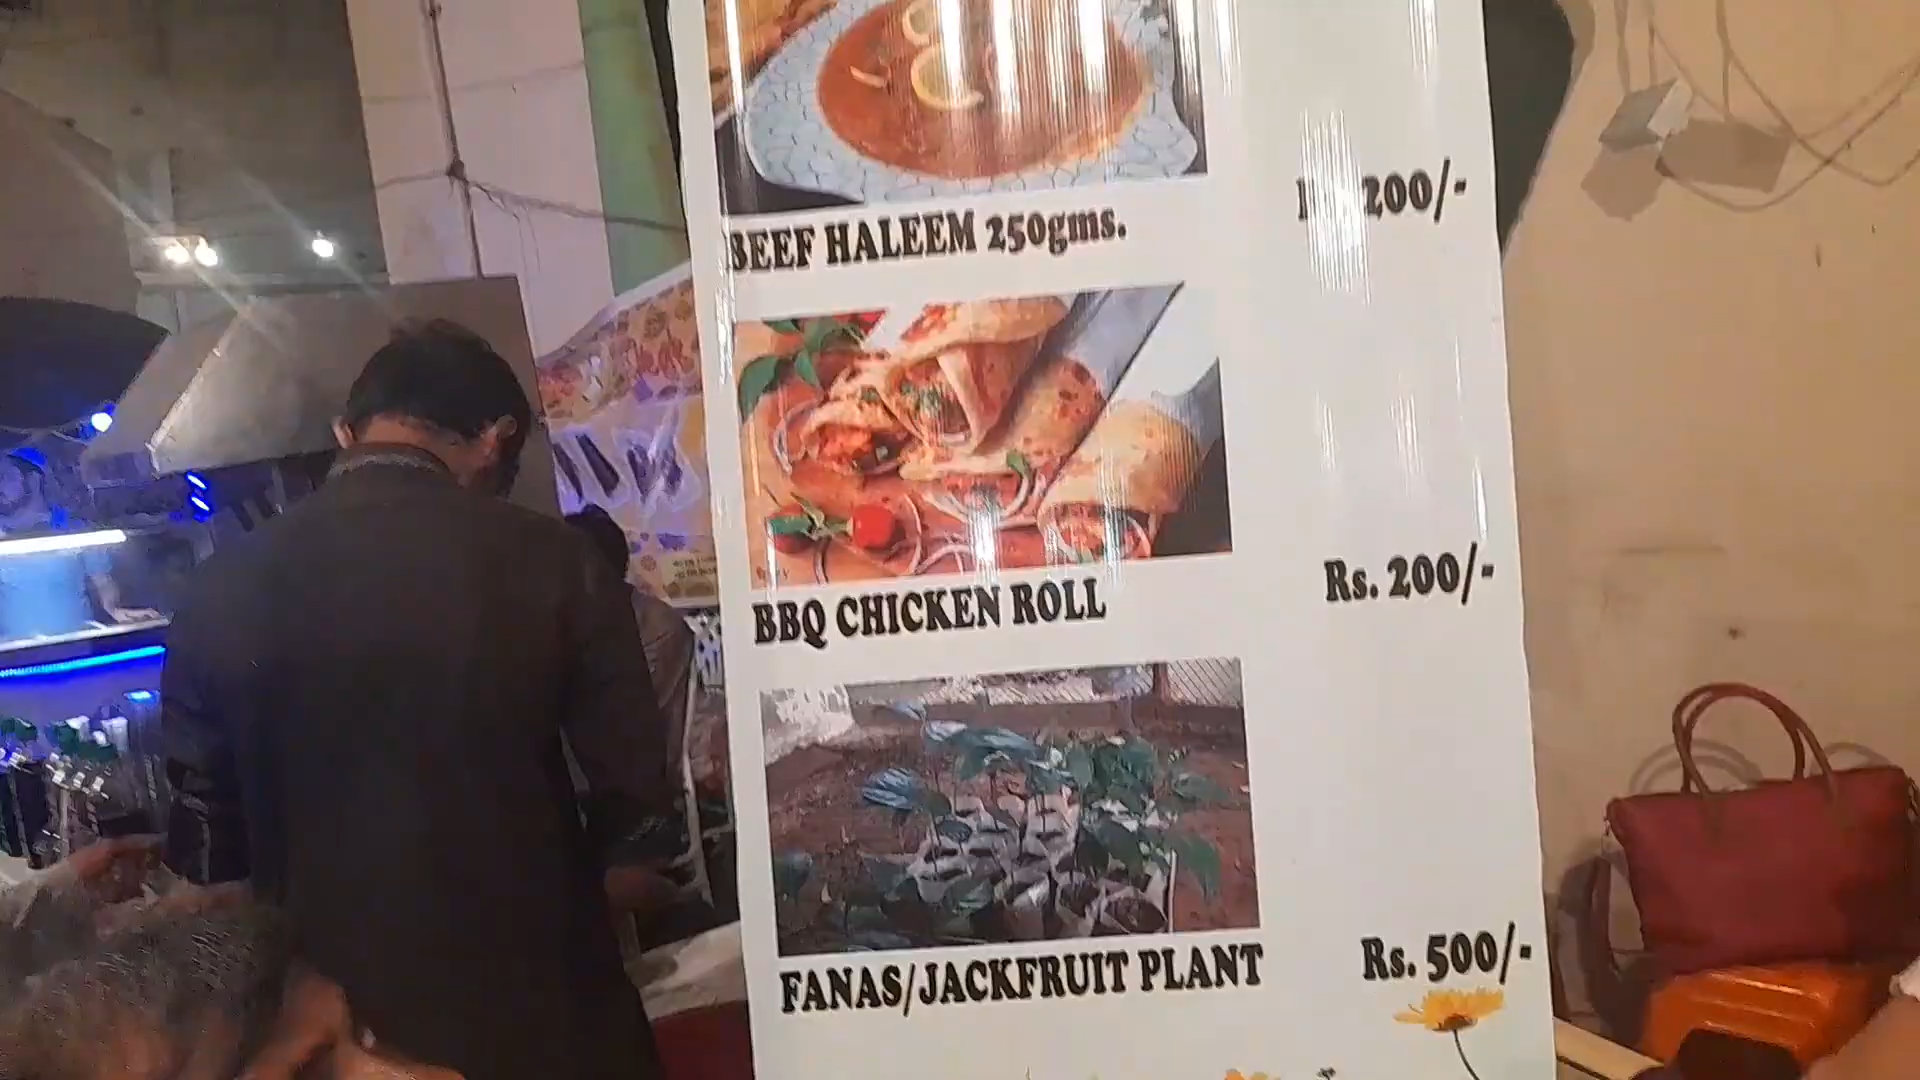 BEEF HALEEM 250gms.
200/-
BBQ CHICKEN ROLL
Rs. 200/-
FANAS/JACKFRUIT PLANT
Rs. 500/-